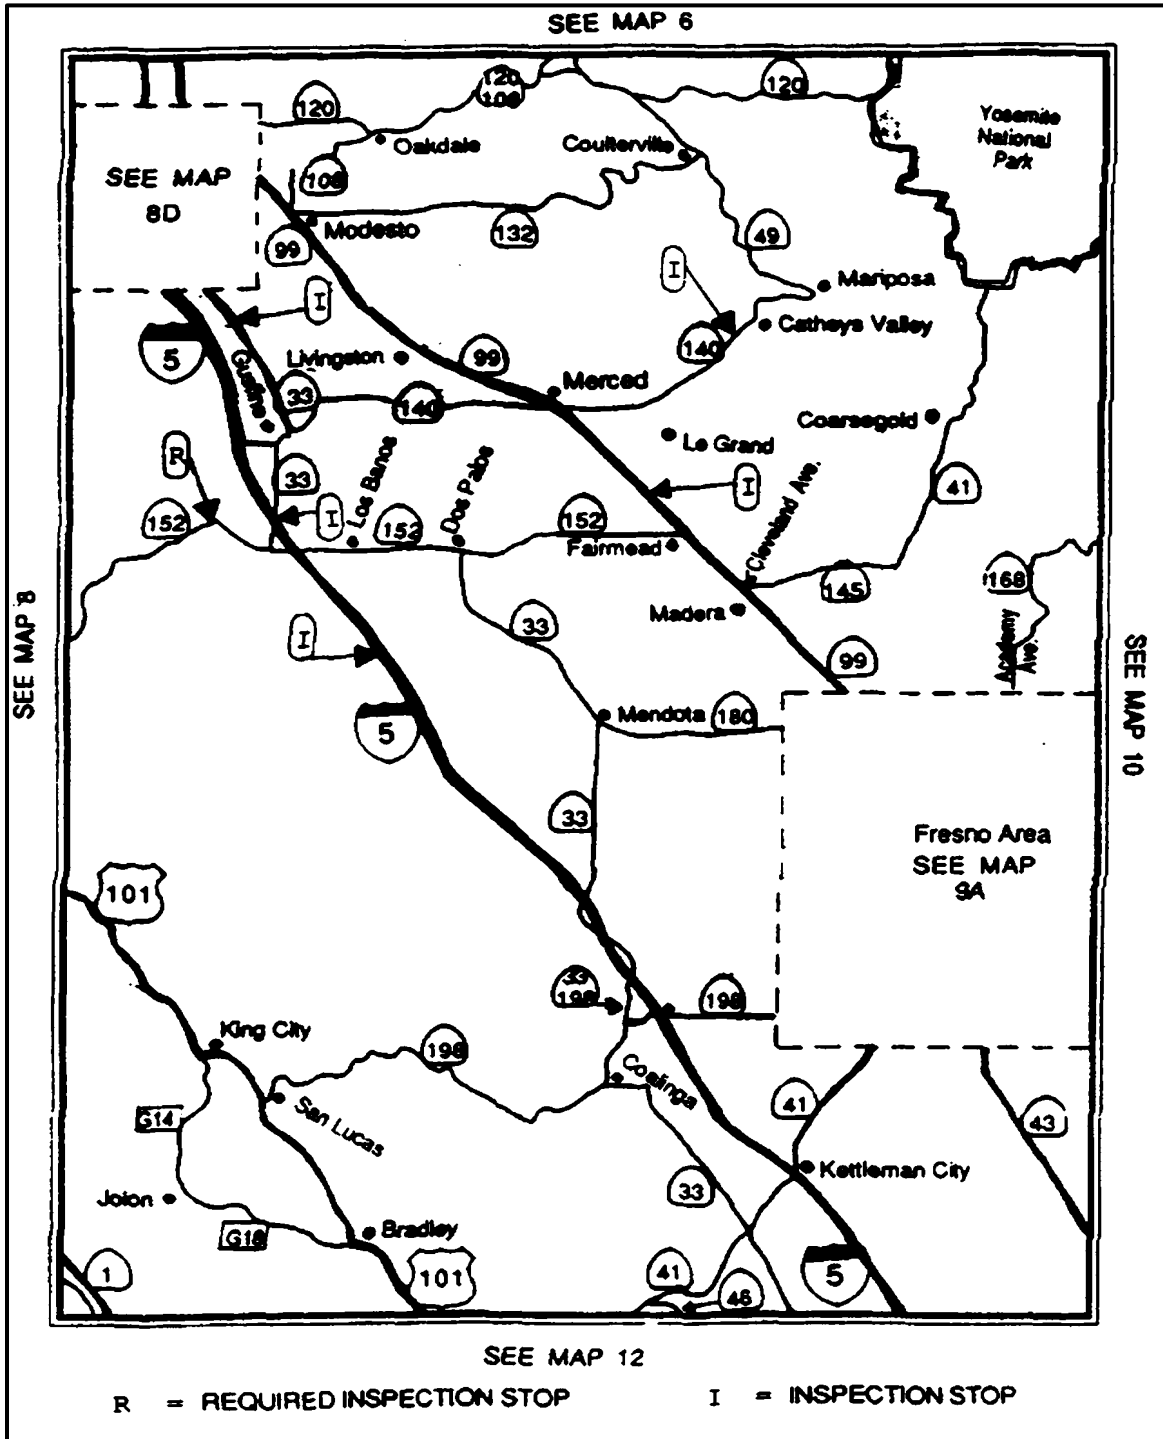 SEE MAP 6
120
108
120
120
Yosemite
National
Park
Oakdale
Coulterville
SEE MAP
8D
108
Modesto
132
49
99
I
I
Mariposa
Catheys Valley
5
Gustine
Livingston
99
140
33
140
Merced
Coarsegold
Le Grand
R
33
Los Banos
Dos Palos
I
Cleveland Ave.
41
152
I
152
152
Fairmead
145
168
Madera
Academy
Ave.
SEE MAP 8
I
33
99
SEE MAP 10
5
Mendota
180
33
Fresno Area
SEE MAP
9A
101
33
198
198
King City
198
Coalinga
41
43
G14
San Lucas
Kettleman City
33
Jolon
G18
Bradley
1
101
41
46
5
SEE MAP 12
R = REQUIRED INSPECTION STOP
I = INSPECTION STOP